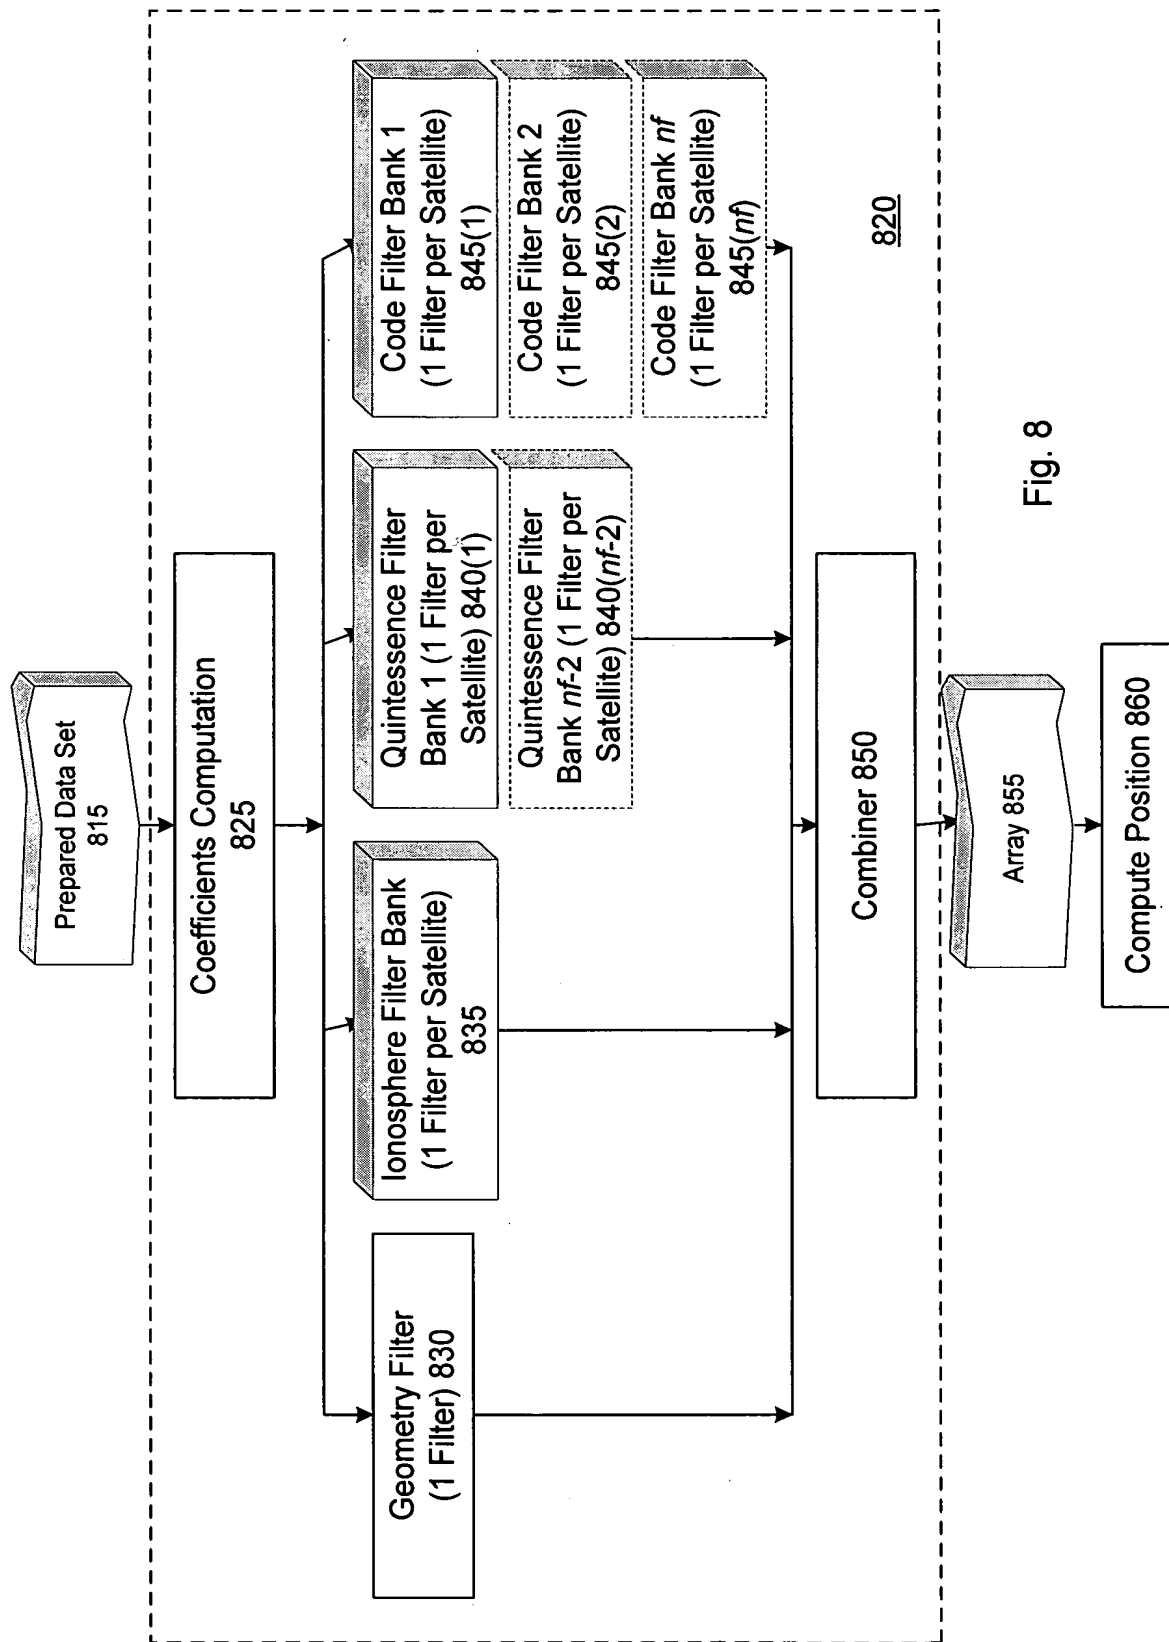 Prepared Data Set
815
Coefficients Computation
825
Geometry Filter
(1 Filter) 830
Ionosphere Filter Bank
(1 Filter per Satellite)
835
Quintessence Filter
Bank 1 (1 Filter per
Satellite) 840(1)
Quintessence Filter
Bank nf-2 (1 Filter per
Satellite) 840(nf-2)
Code Filter Bank 1
(1 Filter per Satellite)
845(1)
Code Filter Bank 2
(1 Filter per Satellite)
845(2)
Code Filter Bank nf
(1 Filter per Satellite)
845(nf)
820
Combiner 850
Array 855
Compute Position 860
Fig. 8